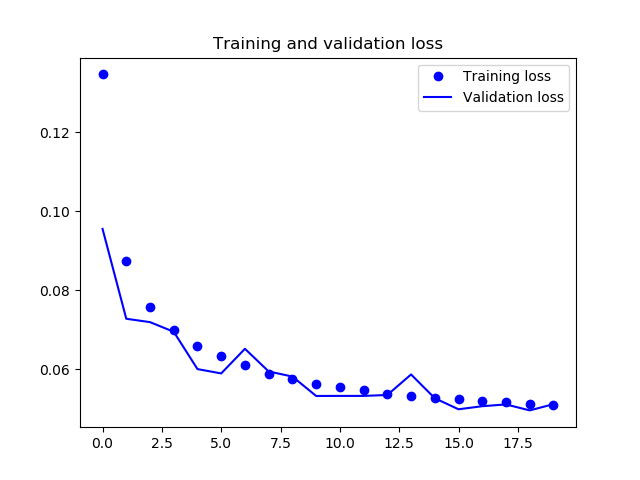 Training and validation loss
Training loss
Validation loss
0.12
0.10
0.08
0.06
0.0 2.5 5.0 7.5 10.0 12.5 15.0 17.5